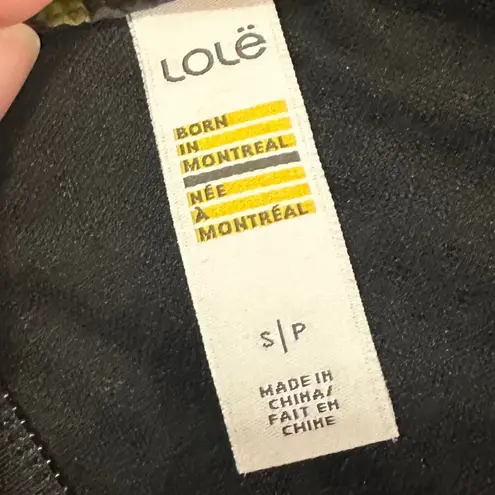 LOLË
BORN
IN
MONTREAL
NÉE
À
MONTRÉAL
S|P
MADE IN
CHINA/
FAIT EN
CHINE